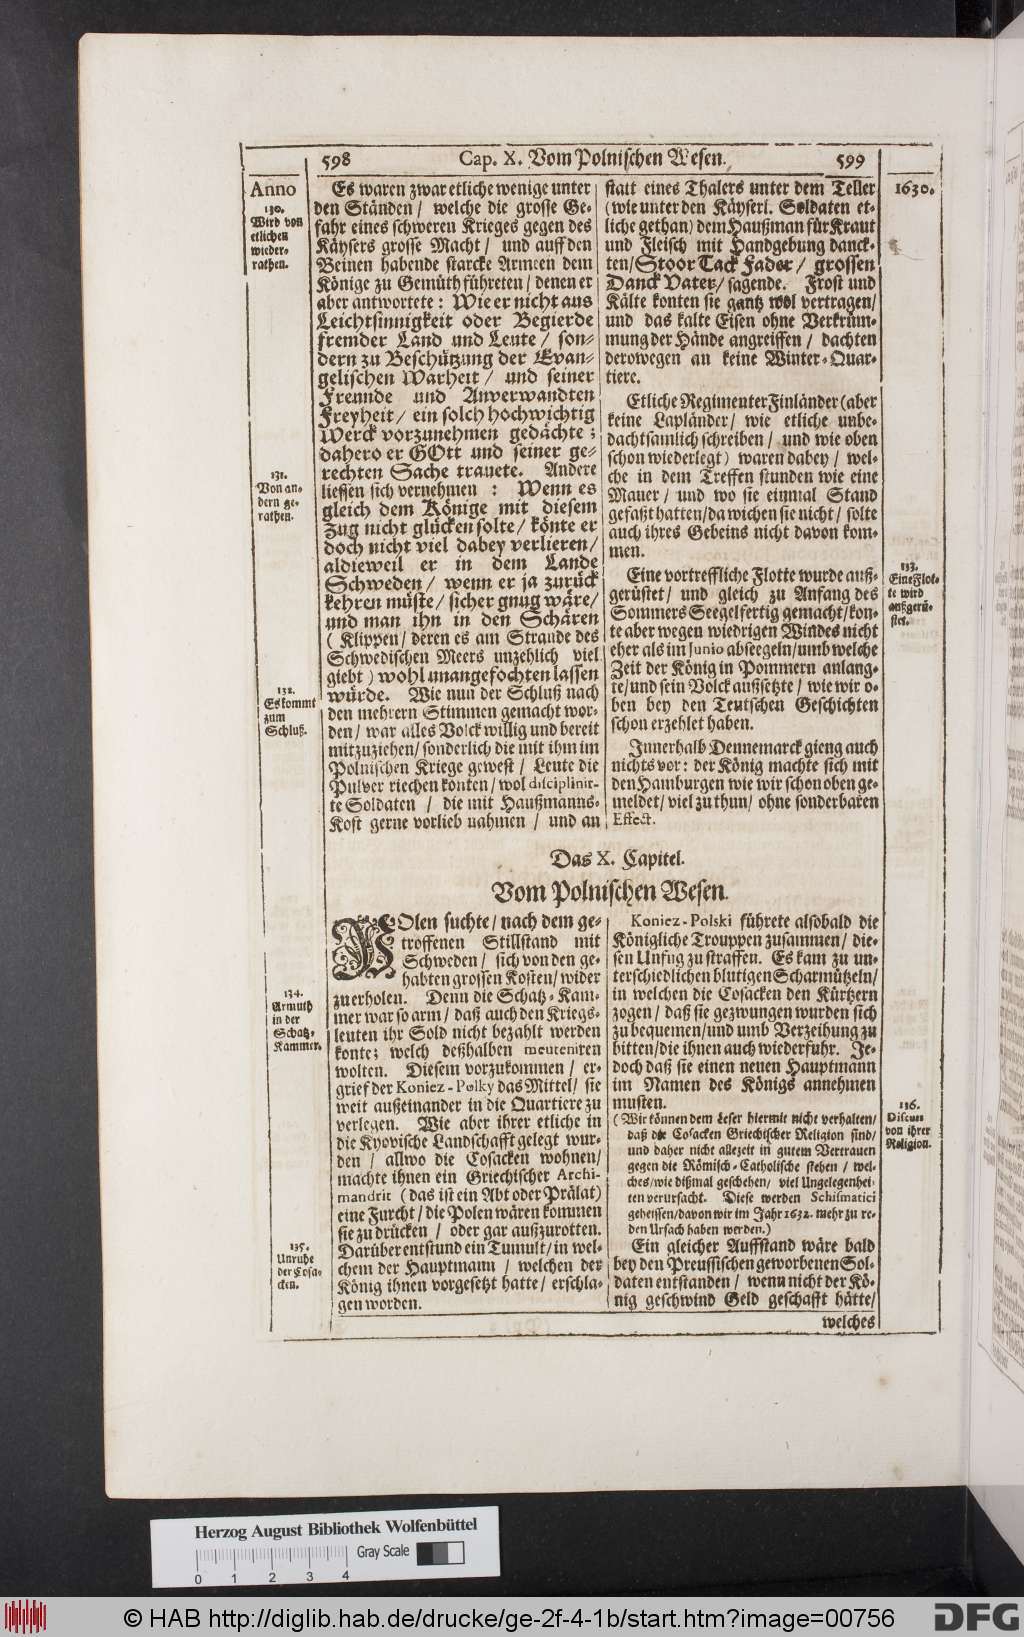 598 Cap. X. Vom Polnischen Wesen. 599
Anno
130.
Wird von
etlichen
wieder-
rathen.
Es waren zwar etliche wenige unter
den Ständen / welche die grosse Ge-
fahr eines schweren Krieges gegen des
Käysers grosse Macht / und auff den
Beinen habende starcke Armeen dem
Könige zu Gemüth führeten / denen er
aber antwortete: Wie er nicht aus
Leichtsinnigkeit oder Begierde
fremder Land und Leute / son-
dern zu Beschützung der Evan-
gelischen Warheit / und seiner
Freunde und Anverwandten
Freyheit / ein solch hochwichtig
Werck vorzunehmen gedächte;
dahero er GOtt und seiner ge-
rechten Sache trauete. Andere
liessen sich vernehmen : Wenn es
gleich dem Könige mit diesem
Zug nicht glücken solte / könte er
doch nicht viel dabey verlieren /
aldieweil er in dem Lande
Schweden / wenn er ja zurück
kehren müste / sicher gnug wäre /
und man ihn in den Schären
( Klippen / deren es am Strande des
Schwedischen Meers unzehlich viel
giebt ) wohl unangefochten lassen
würde. Wie nun der Schluß nach
den mehrern Stimmen gemacht wor-
den / war alles Volck willig und bereit
mitzuziehen / sonderlich die mit ihm im
Polnischen Kriege gewest / Leute die
Pulver riechen konten / wol disciplinir-
te Soldaten / die mit Haußmanns-
Kost gerne vorlieb nahmen / und an
131.
Von an-
dern ge-
rathen.
132.
Es kommt
zum
Schluß.
1630.
statt eines Thalers unter dem Teller
(wie unter den Käyserl. Soldaten et-
liche gethan) dem Haußman für Kraut
und Fleisch mit Handgebung danck-
ten / Stoor Tack Fader / grossen
Danck Vater / sagende. Frost und
Kälte konten sie gantz wol vertragen /
und das kalte Eisen ohne Verkrüm-
mung der Hände angreiffen / dachten
derowegen an keine Winter-Quar-
tiere.
Etliche Regimenter Finländer (aber
keine Lapländer / wie etliche unbe-
dachtsamlich schreiben / und wie oben
schon wiederlegt) waren dabey / wel-
che in dem Treffen stunden wie eine
Mauer / und wo sie einmal Stand
gefaßt hatten / da wichen sie nicht / solte
auch ihres Gebeins nicht davon kom-
men.
Eine vortreffliche Flotte wurde auß-
gerüstet / und gleich zu Anfang des
Sommers Seegelfertig gemacht / kon-
te aber wegen wiedrigen Windes nicht
eher als im Junio abseegeln / umb welche
Zeit der König in Pommern anlang-
te / und sein Volck außsetzte / wie wir o-
ben bey den Teutschen Geschichten
schon erzehlet haben.
Innerhalb Dennemarck gieng auch
nichts vor: der König machte sich mit
den Hamburgen wie wir schon oben ge-
meldet / viel zu thun / ohne sonderbaren
Effect.
133.
Eine Flot-
te wird
außgerü-
stet.
Das X. Capitel.
Vom Polnischen Wesen.
POlen suchte / nach dem ge-
troffenen Stillstand mit
Schweden / sich von den ge-
habten grossen Kosten / wider
zu erholen. Denn die Schatz-Kam-
mer war so arm / daß auch den Kriegs-
leuten ihr Sold nicht bezahlt werden
konte; welch deßhalben meuteniren
wolten. Diesem vorzukommen / er-
grief der Koniez-Polky das Mittel / sie
weit außeinander in die Quartiere zu
verlegen. Wie aber ihrer etliche in
die Kyovische Landschafft gelegt wur-
den / allwo die Cosacken wohnen /
machte ihnen ein Griechischer Archi-
mandrit (das ist ein Abt oder Prälat)
eine Furcht / die Polen wären kommen
sie zu drücken / oder gar außzurotten.
Darüber entstund ein Tumult / in wel-
chem der Hauptmann / welchen der
König ihnen vorgesetzt hatte / erschla-
gen worden.
134.
Armuth
in der
Schatz-
Kammer.
135.
Unruhe
der Cosa-
cken.
Koniez-Polski führete alsobald die
Königliche Trouppen zusammen / die-
sen Unfug zu straffen. Es kam zu un-
terschiedlichen blutigen Scharmützeln /
in welchen die Cosacken den Kürtzern
zogen / daß sie gezwungen wurden sich
zu bequemen / und umb Verzeihung zu
bitten / die ihnen auch wiederfuhr. Je-
doch daß sie einen neuen Hauptmann
im Namen des Königs annehmen
musten.
(Wir können dem Leser hiermit nicht verhalten /
daß die Cosacken Griechischer Religion sind /
und daher nicht allezeit in gutem Vertrauen
gegen die Römisch-Catholische stehen / wel-
ches / wie dißmal geschehen / viel Ungelegenhei-
ten verursacht. Diese werden Schismatici
geheissen / davon wir im Jahr 1632. mehr zu re-
den Ursach haben werden.)
Ein gleicher Auffstand wäre bald
bey den Preussischen geworbenen Sol-
daten entstanden / wenn nicht der Kö-
nig geschwind Geld geschafft hätte /
welches
136.
Discurs
von ihrer
Religion.
Herzog August Bibliothek Wolfenbüttel
Gray Scale
0 1 2 3 4
© HAB http://diglib.hab.de/drucke/ge-2f-4-1b/start.htm?image=00756
DFG